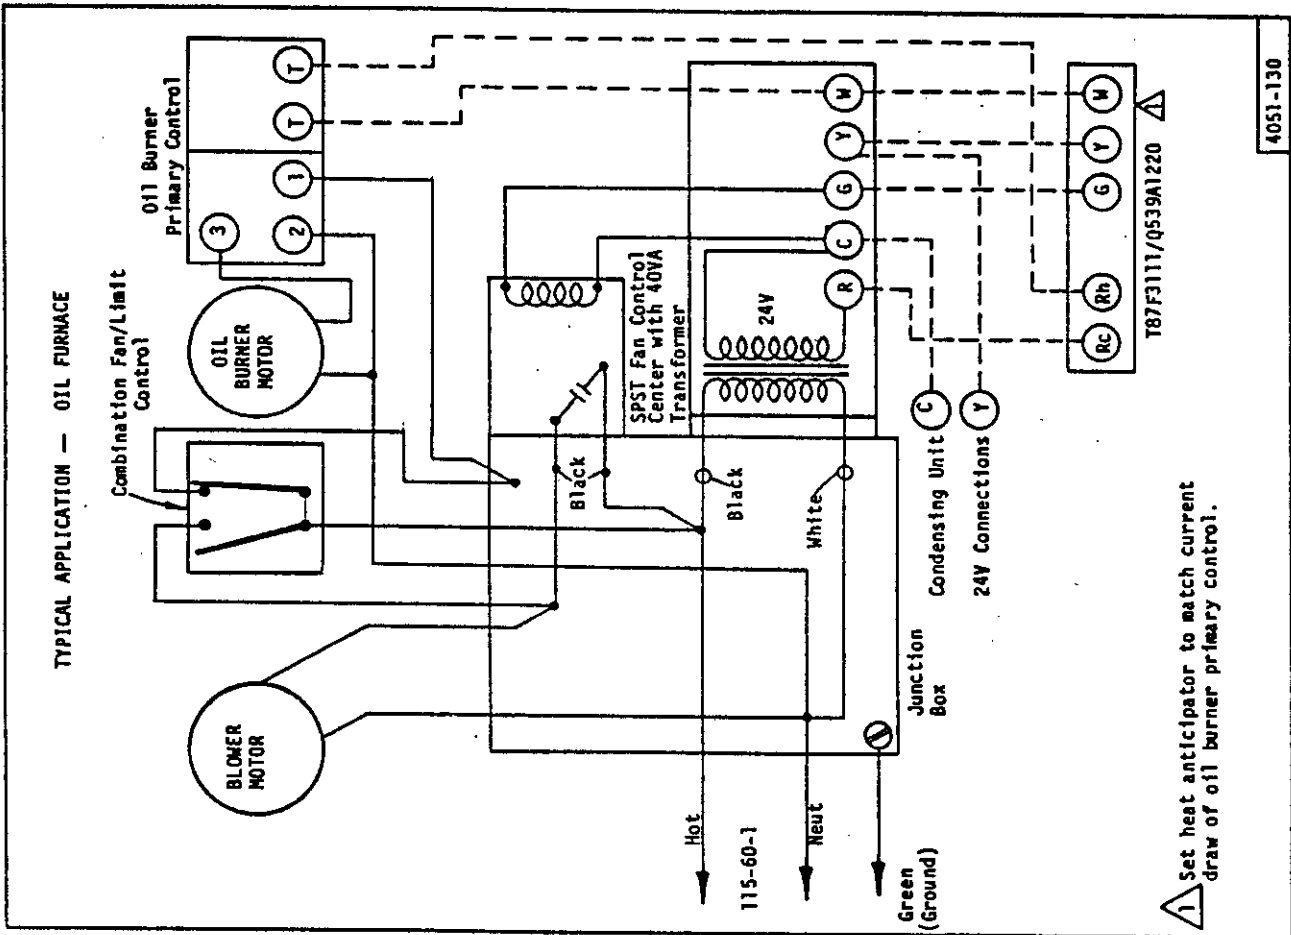 TYPICAL APPLICATION — OIL FURNACE
Combination Fan/Limit
Control
Oil Burner
Primary Control
3
2
1
T
T
OIL
BURNER
MOTOR
BLOWER
MOTOR
SPST Fan Control
Center with 40VA
Transformer
24V
R
C
G
Y
W
Black
Black
White
Junction
Box
Hot
115-60-1
Neut
Green
(Ground)
Condensing Unit
24V Connections
C
Y
Rc
Rh
G
Y
W
T87F3111/Q539A1220
1
1
Set heat anticipator to match current
draw of oil burner primary control.
4051-130